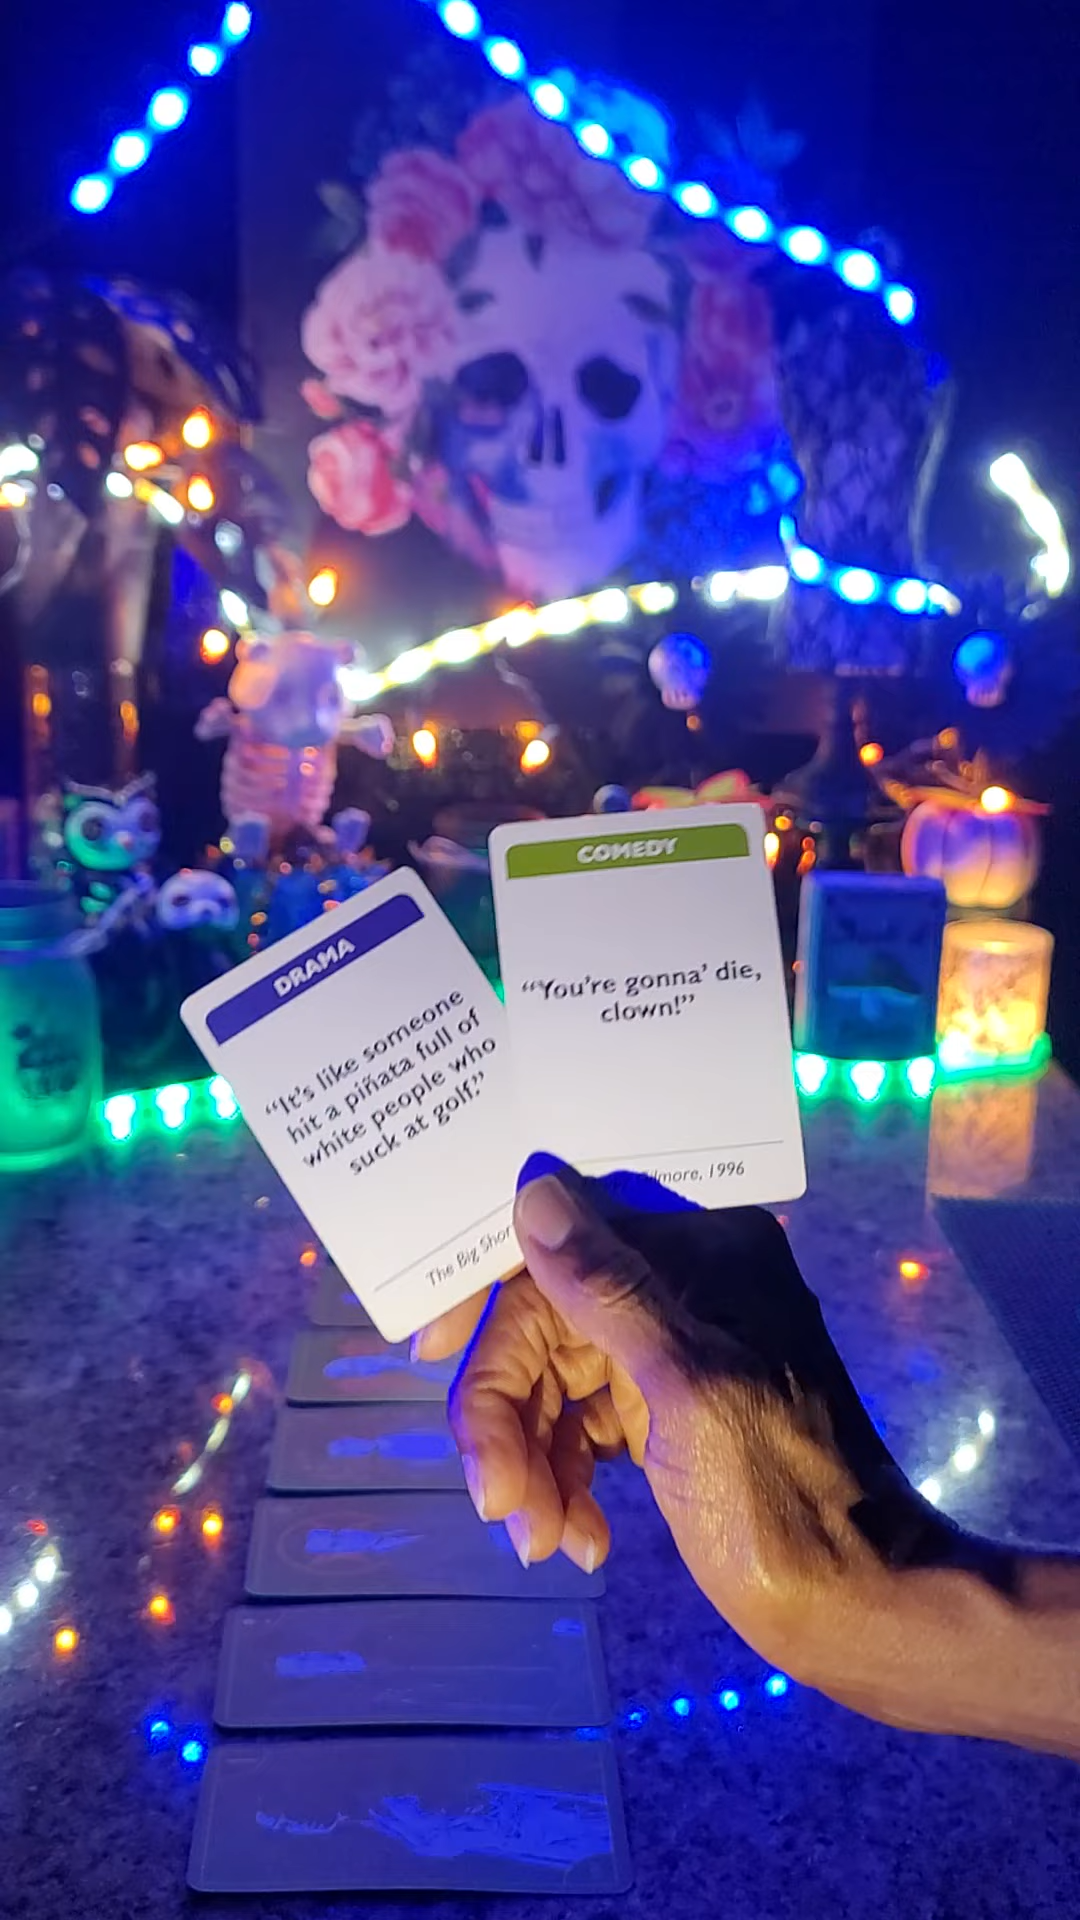 DRAMA
"It's like someone
hit a piñata full of
white people who
suck at golf."
The Big Shor
COMEDY
"You're gonna' die,
clown!"
ilmore, 1996